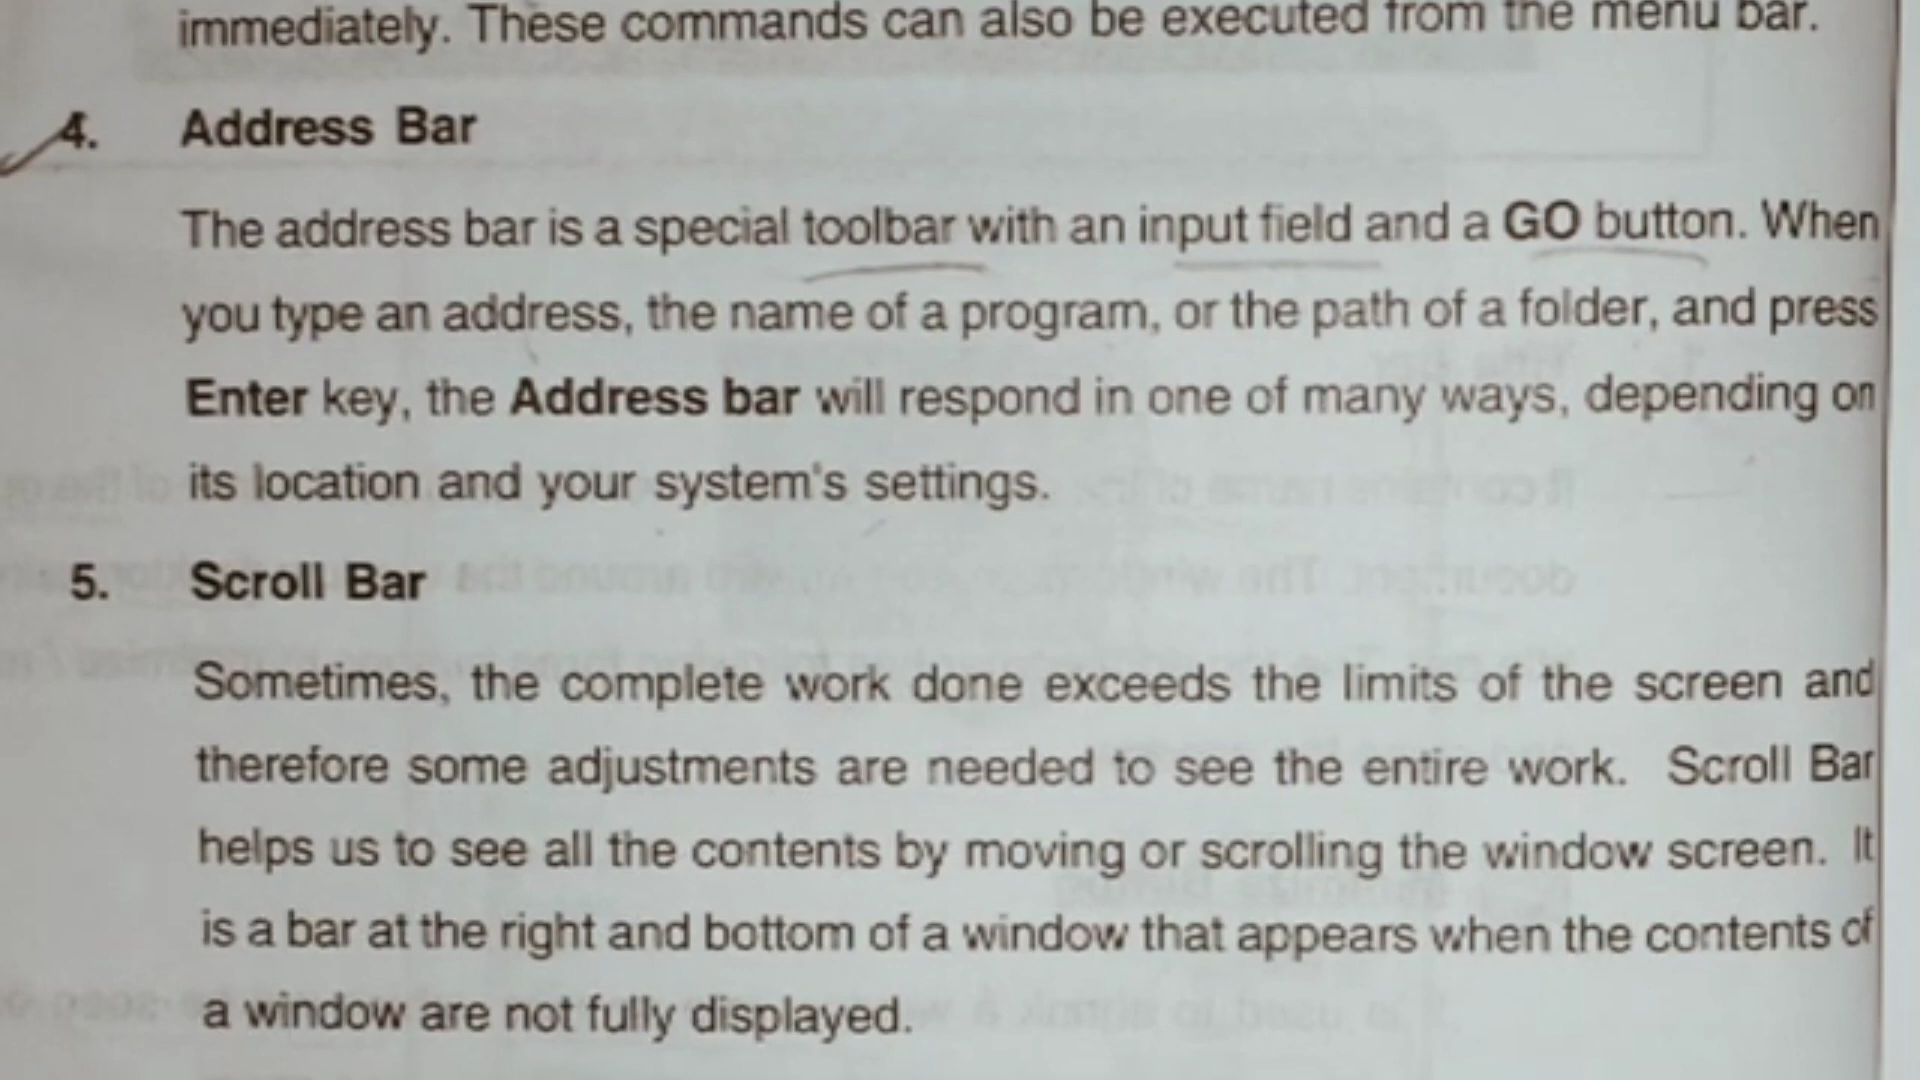 immediately. These commands can also be executed from the menu bar.
4. Address Bar
The address bar is a special toolbar with an input field and a GO button. When
you type an address, the name of a program, or the path of a folder, and press
Enter key, the Address bar will respond in one of many ways, depending on
its location and your system's settings.
5. Scroll Bar
Sometimes, the complete work done exceeds the limits of the screen and
therefore some adjustments are needed to see the entire work. Scroll Bar
helps us to see all the contents by moving or scrolling the window screen. It
is a bar at the right and bottom of a window that appears when the contents of
a window are not fully displayed.